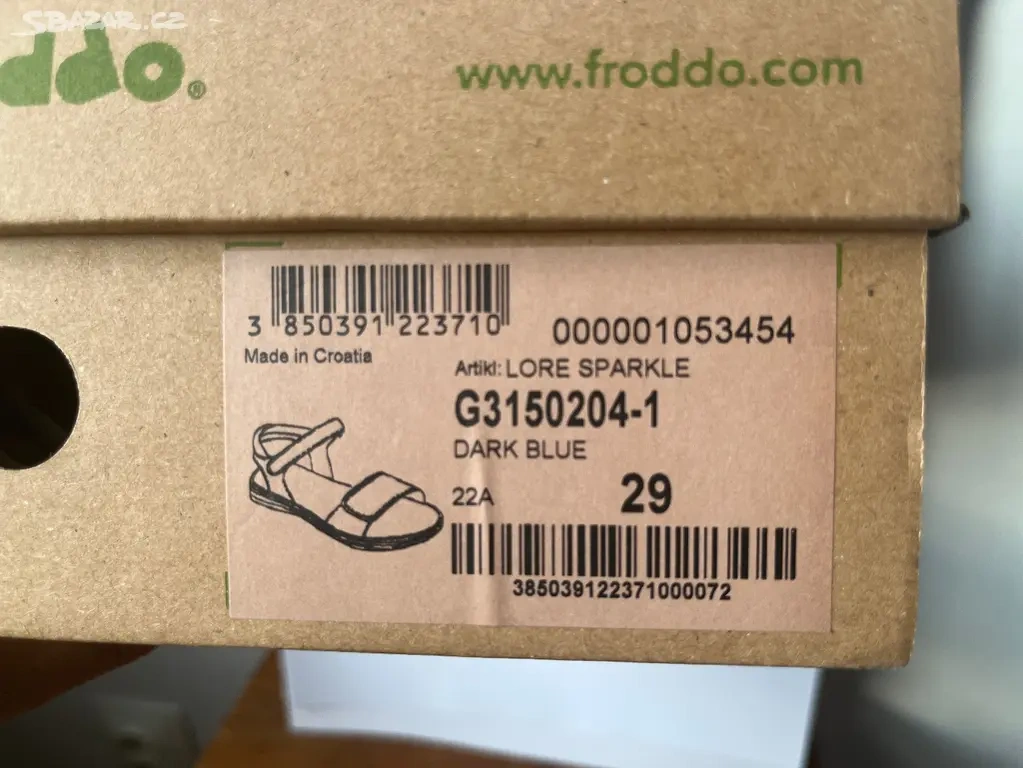 SBAZAR.CZ
ddo®
www.froddo.com
3 850391 223710
000001053454
Made in Croatia
Artikl: LORE SPARKLE
G3150204-1
DARK BLUE
22A 29
385039122371000072